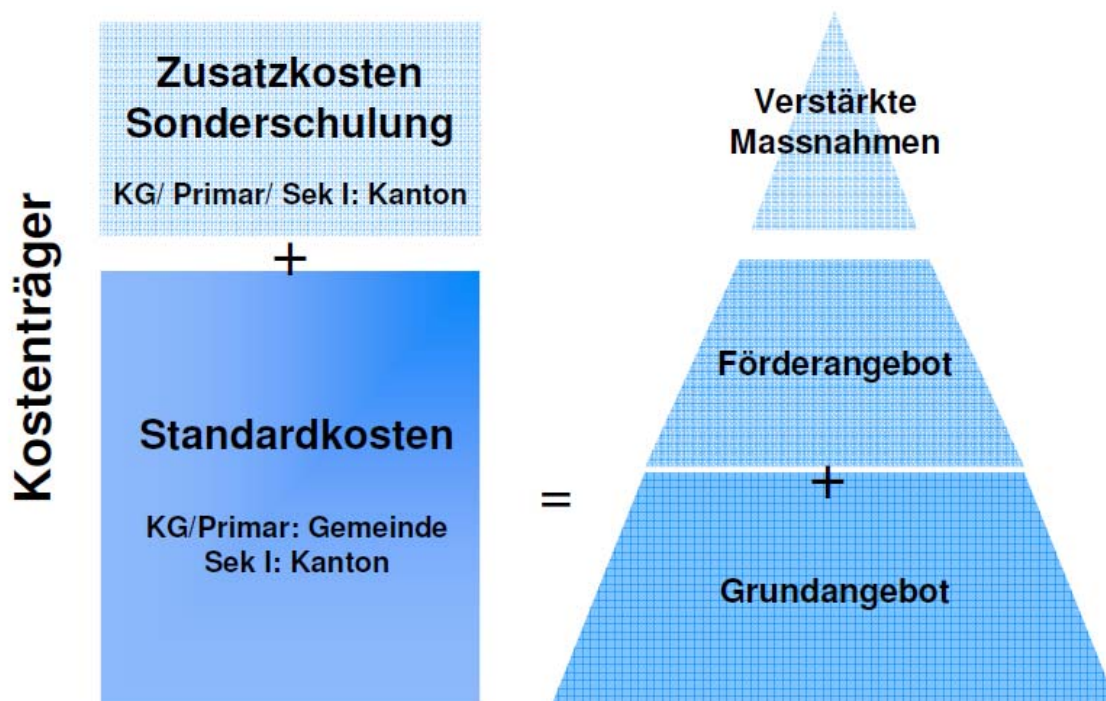 Kostenträger
Zusatzkosten
Sonderschulung
KG/ Primar/ Sek I: Kanton
+
Standardkosten
KG/Primar: Gemeinde
Sek I: Kanton
=
Verstärkte
Massnahmen
Förderangebot
+
Grundangebot